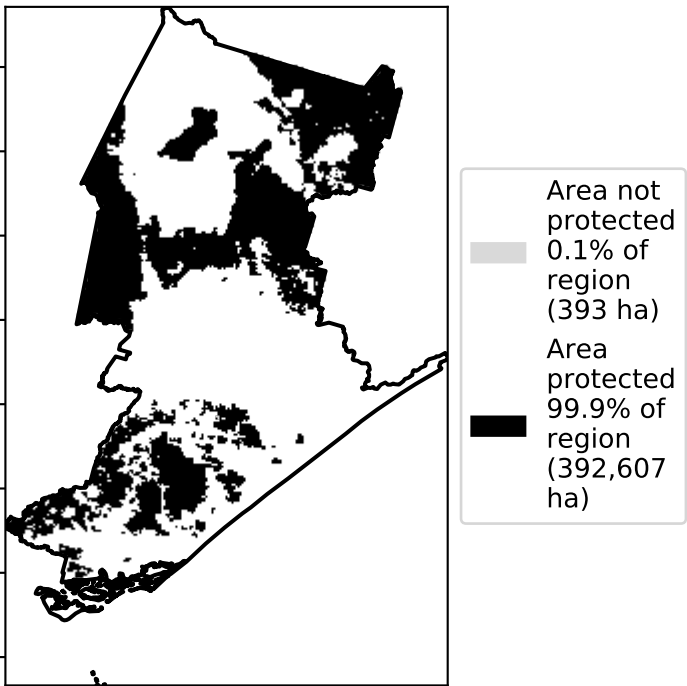 Area not
protected
0.1% of
region
(393 ha)
Area
protected
99.9% of
region
(392,607
ha)